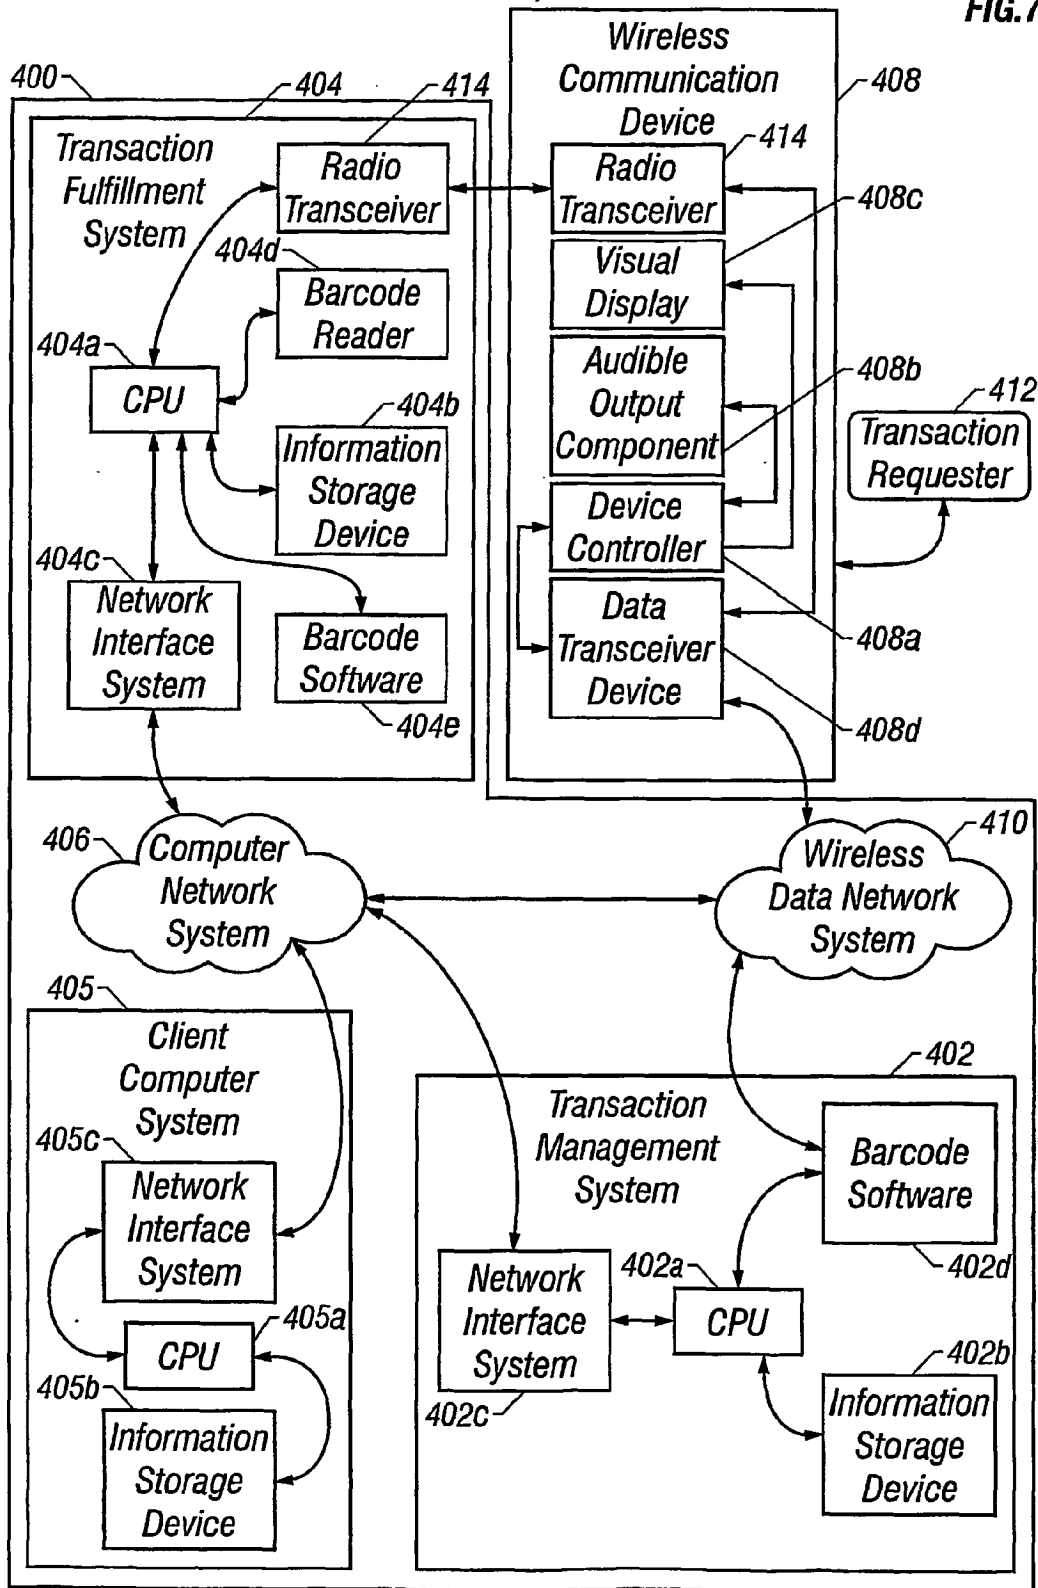 FIG.7
400
404
414
Transaction
Fulfillment
System
Radio
Transceiver
404d
Barcode
Reader
404a
CPU
404b
Information
Storage
Device
404c
Network
Interface
System
Barcode
Software
404e
Wireless
Communication
Device
408
414
Radio
Transceiver
408c
Visual
Display
Audible
Output
Component
408b
Device
Controller
408a
Data
Transceiver
Device
408d
412
Transaction
Requester
406
Computer
Network
System
410
Wireless
Data Network
System
405
Client
Computer
System
405c
Network
Interface
System
405a
CPU
405b
Information
Storage
Device
402
Transaction
Management
System
Barcode
Software
402d
402a
CPU
Network
Interface
System
402c
402b
Information
Storage
Device